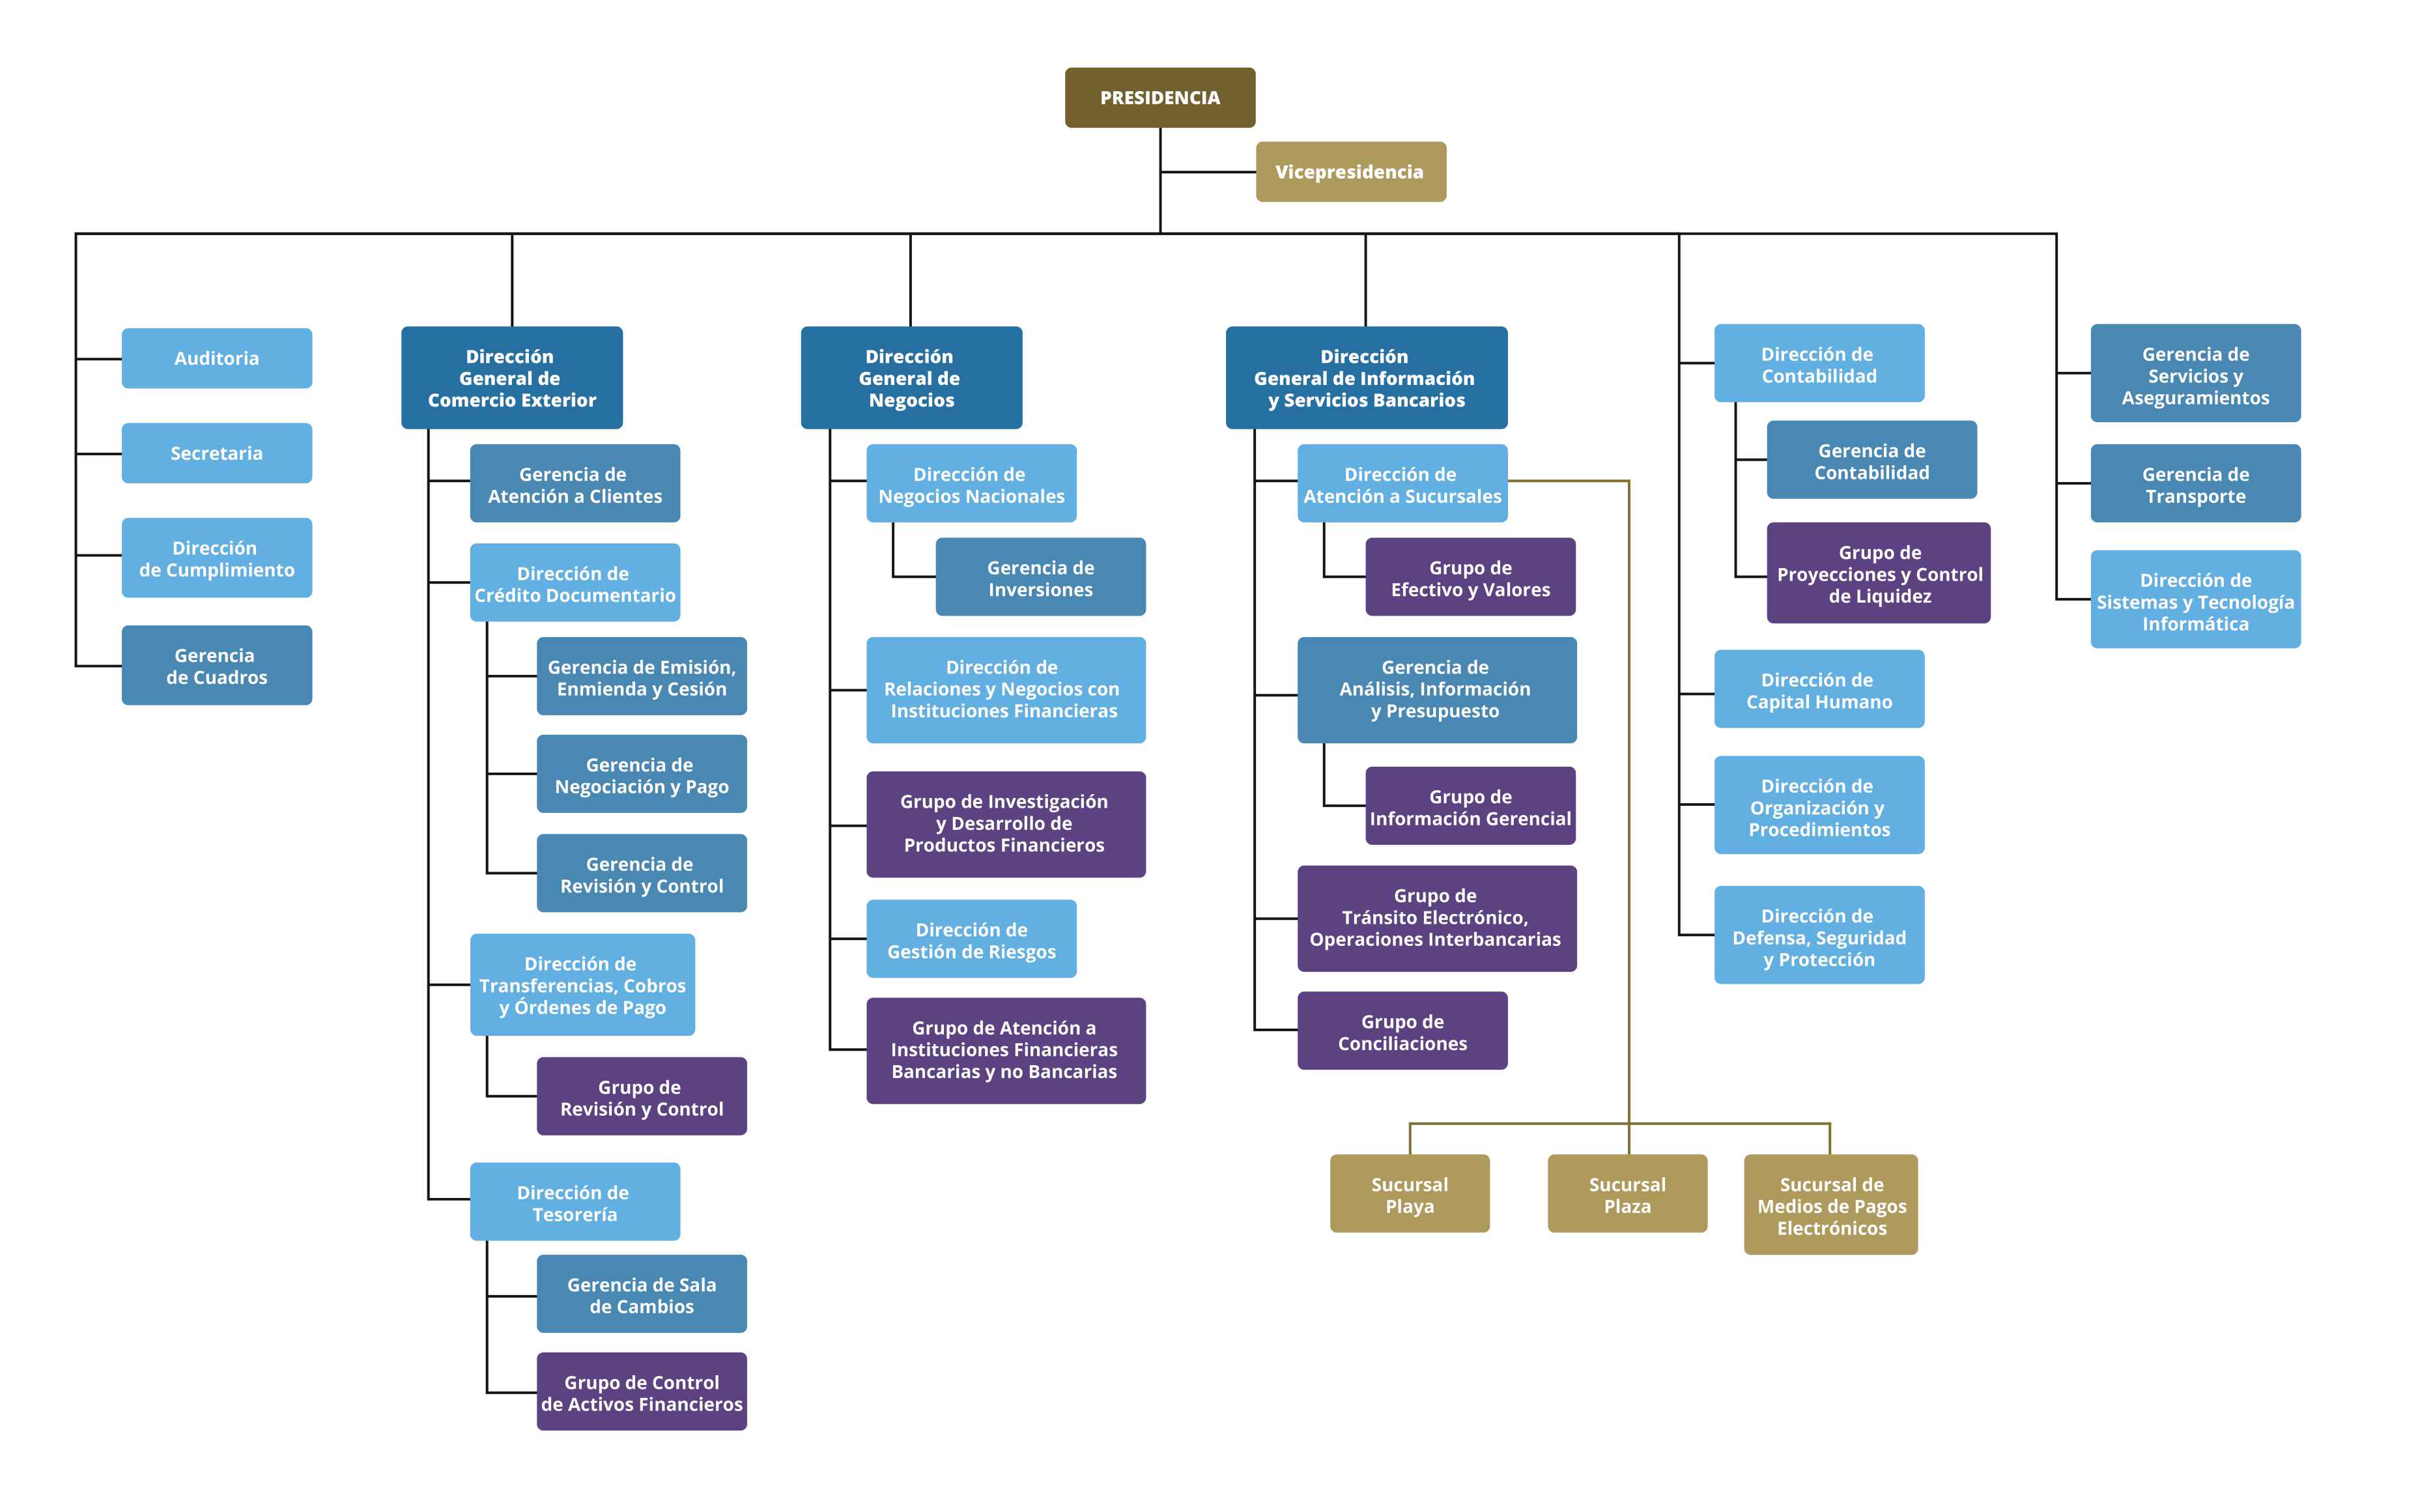 PRESIDENCIA
Vicepresidencia
Auditoria
Secretaria
Dirección
de Cumplimiento
Gerencia
de Cuadros
Dirección
General de
Comercio Exterior
Gerencia de
Atención a Clientes
Dirección de
Crédito Documentario
Gerencia de Emisión,
Enmienda y Cesión
Gerencia de
Negociación y Pago
Gerencia de
Revisión y Control
Dirección de
Transferencias, Cobros
y Órdenes de Pago
Grupo de
Revisión y Control
Dirección de
Tesorería
Gerencia de Sala
de Cambios
Grupo de Control
de Activos Financieros
Dirección
General de
Negocios
Dirección de
Negocios Nacionales
Gerencia de
Inversiones
Dirección de
Relaciones y Negocios con
Instituciones Financieras
Grupo de Investigación
y Desarrollo de
Productos Financieros
Dirección de
Gestión de Riesgos
Grupo de Atención a
Instituciones Financieras
Bancarias y no Bancarias
Dirección
General de Información
y Servicios Bancarios
Dirección de
Atención a Sucursales
Grupo de
Efectivo y Valores
Gerencia de
Análisis, Información
y Presupuesto
Grupo de
Información Gerencial
Grupo de
Tránsito Electrónico,
Operaciones Interbancarias
Grupo de
Conciliaciones
Sucursal
Playa
Sucursal
Plaza
Sucursal de
Medios de Pagos
Electrónicos
Dirección de
Contabilidad
Gerencia de
Contabilidad
Grupo de
Proyecciones y Control
de Liquidez
Dirección de
Capital Humano
Dirección de
Organización y
Procedimientos
Dirección de
Defensa, Seguridad
y Protección
Gerencia de
Servicios y
Aseguramientos
Gerencia de
Transporte
Dirección de
Sistemas y Tecnología
Informática